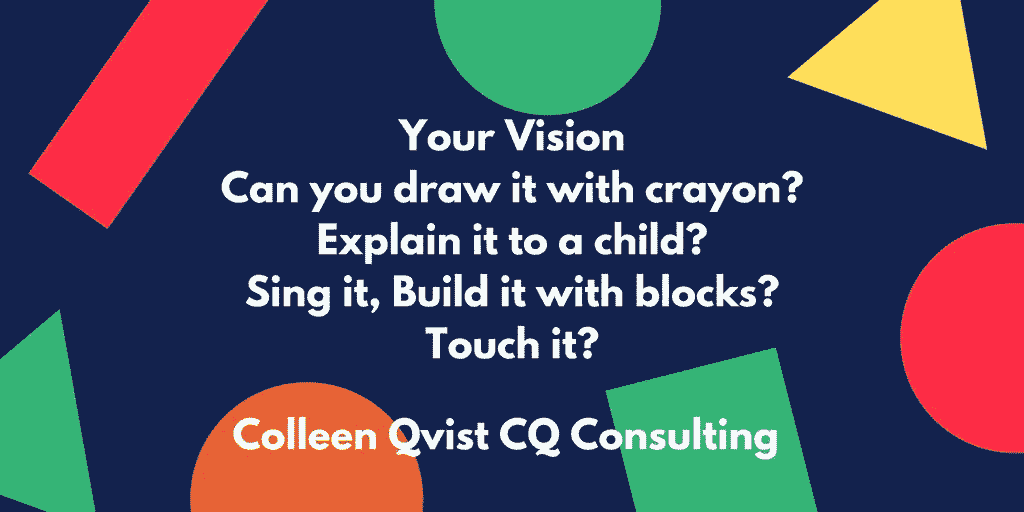 Your Vision
Can you draw it with crayon?
Explain it to a child?
Sing it, Build it with blocks?
Touch it?
Colleen Qvist CQ Consulting